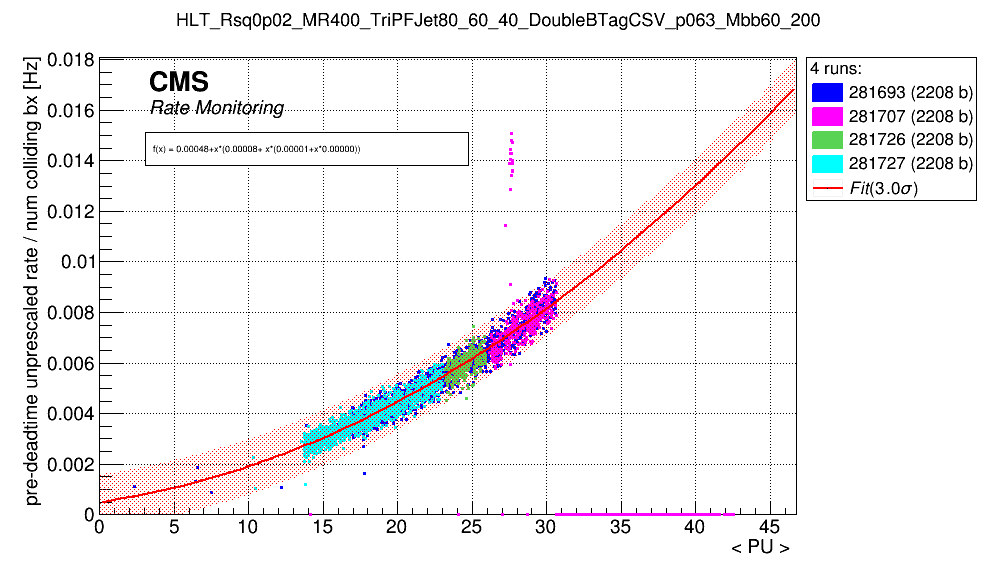 HLT_Rsq0p02_MR400_TriPFJet80_60_40_DoubleBTagCSV_p063_Mbb60_200
pre-deadtime unprescaled rate / num colliding bx [Hz]
0.018
0.016
0.014
0.012
0.01
0.008
0.006
0.004
0.002
0
CMS
Rate Monitoring
f(x) = 0.00048+x*(0.00008+ x*(0.00001+x*0.00000))
4 runs:
281693 (2208 b)
281707 (2208 b)
281726 (2208 b)
281727 (2208 b)
Fit(3.0σ)
0 5 10 15 20 25 30 35 40 45
< PU >